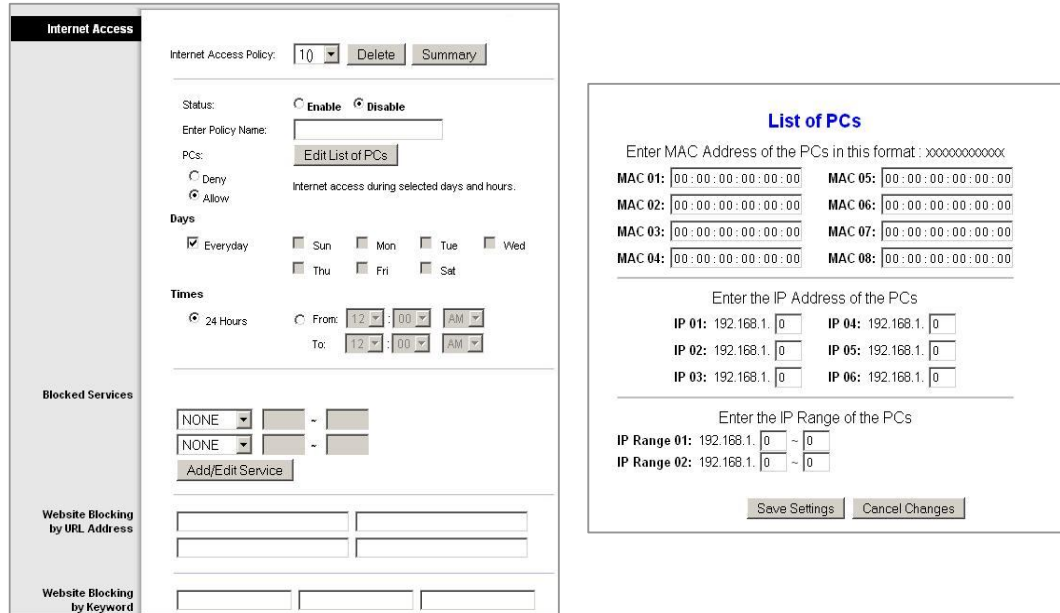 Internet Access
Internet Access Policy: 1() Delete Summary
Status: Enable Disable
Enter Policy Name:
PCs: Edit List of PCs
Deny
Allow
Internet access during selected days and hours.
Days
Everyday Sun Mon Tue Wed
Thu Fri Sat
Times
24 Hours From: 12 : 00 AM
To: 12 : 00 AM
Blocked Services
NONE ~
NONE ~
Add/Edit Service
Website Blocking
by URL Address
Website Blocking
by Keyword
List of PCs
Enter MAC Address of the PCs in this format : xxxxxxxxxxxx
MAC 01: 00:00:00:00:00:00 MAC 05: 00:00:00:00:00:00
MAC 02: 00:00:00:00:00:00 MAC 06: 00:00:00:00:00:00
MAC 03: 00:00:00:00:00:00 MAC 07: 00:00:00:00:00:00
MAC 04: 00:00:00:00:00:00 MAC 08: 00:00:00:00:00:00
Enter the IP Address of the PCs
IP 01: 192.168.1. 0 IP 04: 192.168.1. 0
IP 02: 192.168.1. 0 IP 05: 192.168.1. 0
IP 03: 192.168.1. 0 IP 06: 192.168.1. 0
Enter the IP Range of the PCs
IP Range 01: 192.168.1. 0 ~ 0
IP Range 02: 192.168.1. 0 ~ 0
Save Settings Cancel Changes